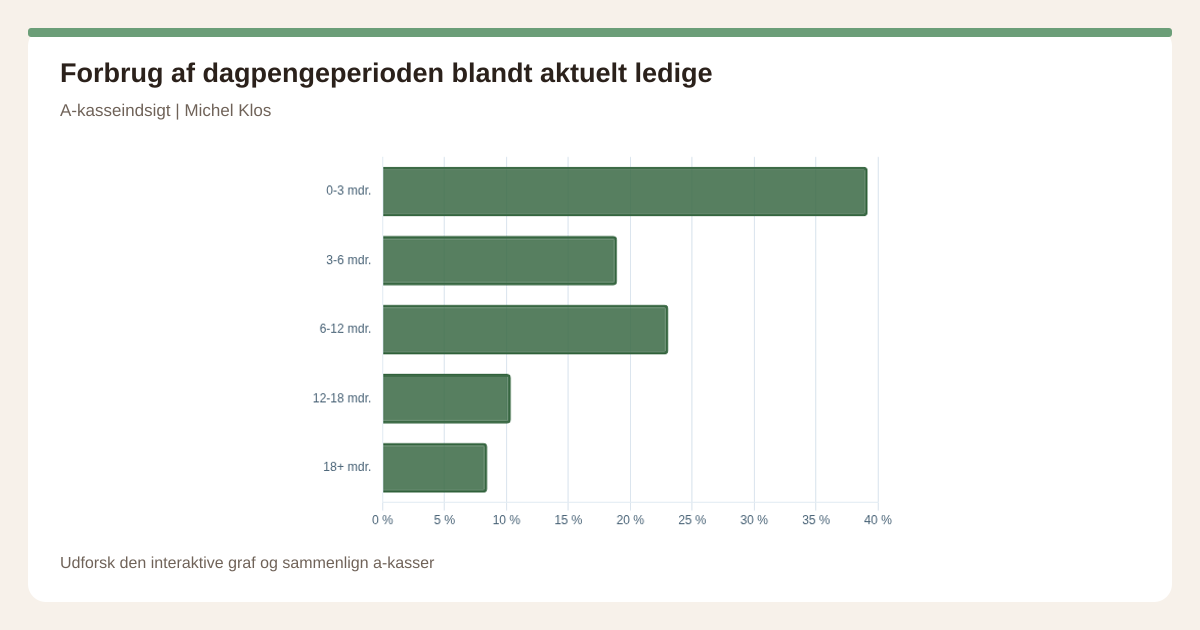 Forbrug af dagpengeperioden blandt aktuelt ledige
A-kasseindsigt | Michel Klos
0-3 mdr.
3-6 mdr.
6-12 mdr.
12-18 mdr.
18+ mdr.
0 % 5 % 10 % 15 % 20 % 25 % 30 % 35 % 40 %
Udforsk den interaktive graf og sammenlign a-kasser